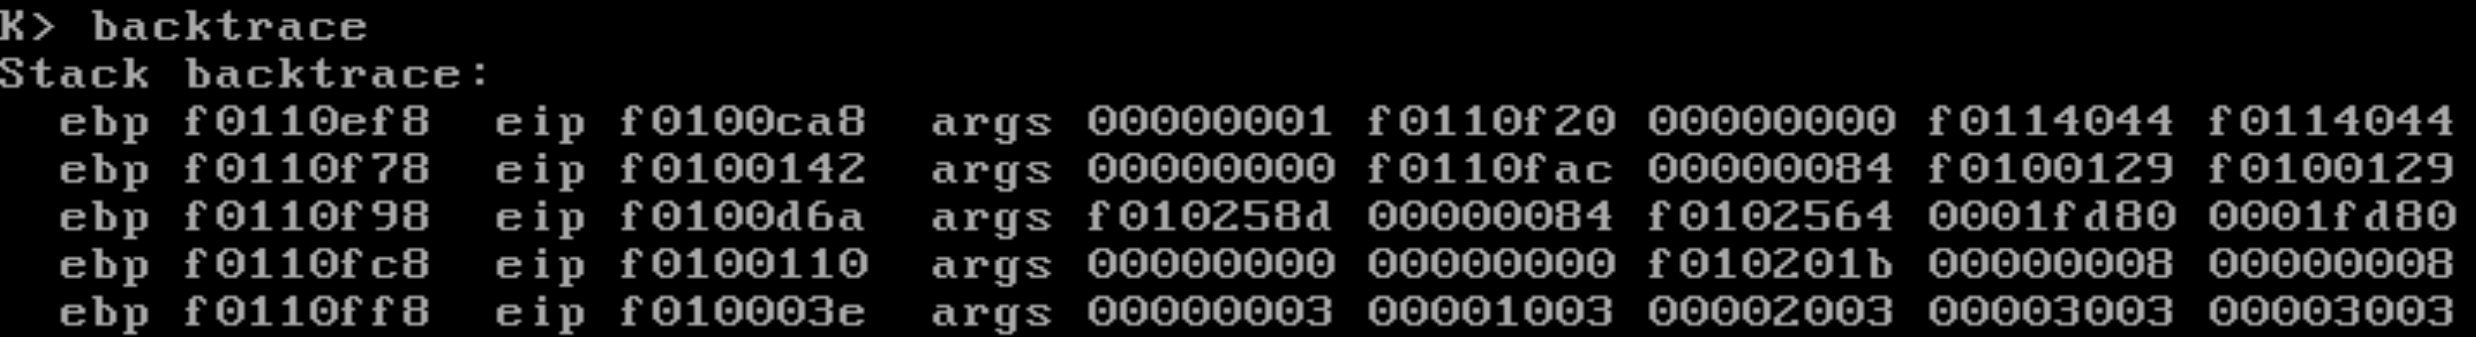 K> backtrace
Stack backtrace:
  ebp f0110ef8  eip f0100ca8  args 00000001 f0110f20 00000000 f0114044 f0114044
  ebp f0110f78  eip f0100142  args 00000000 f0110fac 00000084 f0100129 f0100129
  ebp f0110f98  eip f0100d6a  args f010258d 00000084 f0102564 0001fd80 0001fd80
  ebp f0110fc8  eip f0100110  args 00000000 00000000 f010201b 00000008 00000008
  ebp f0110ff8  eip f010003e  args 00000003 00001003 00002003 00003003 00003003